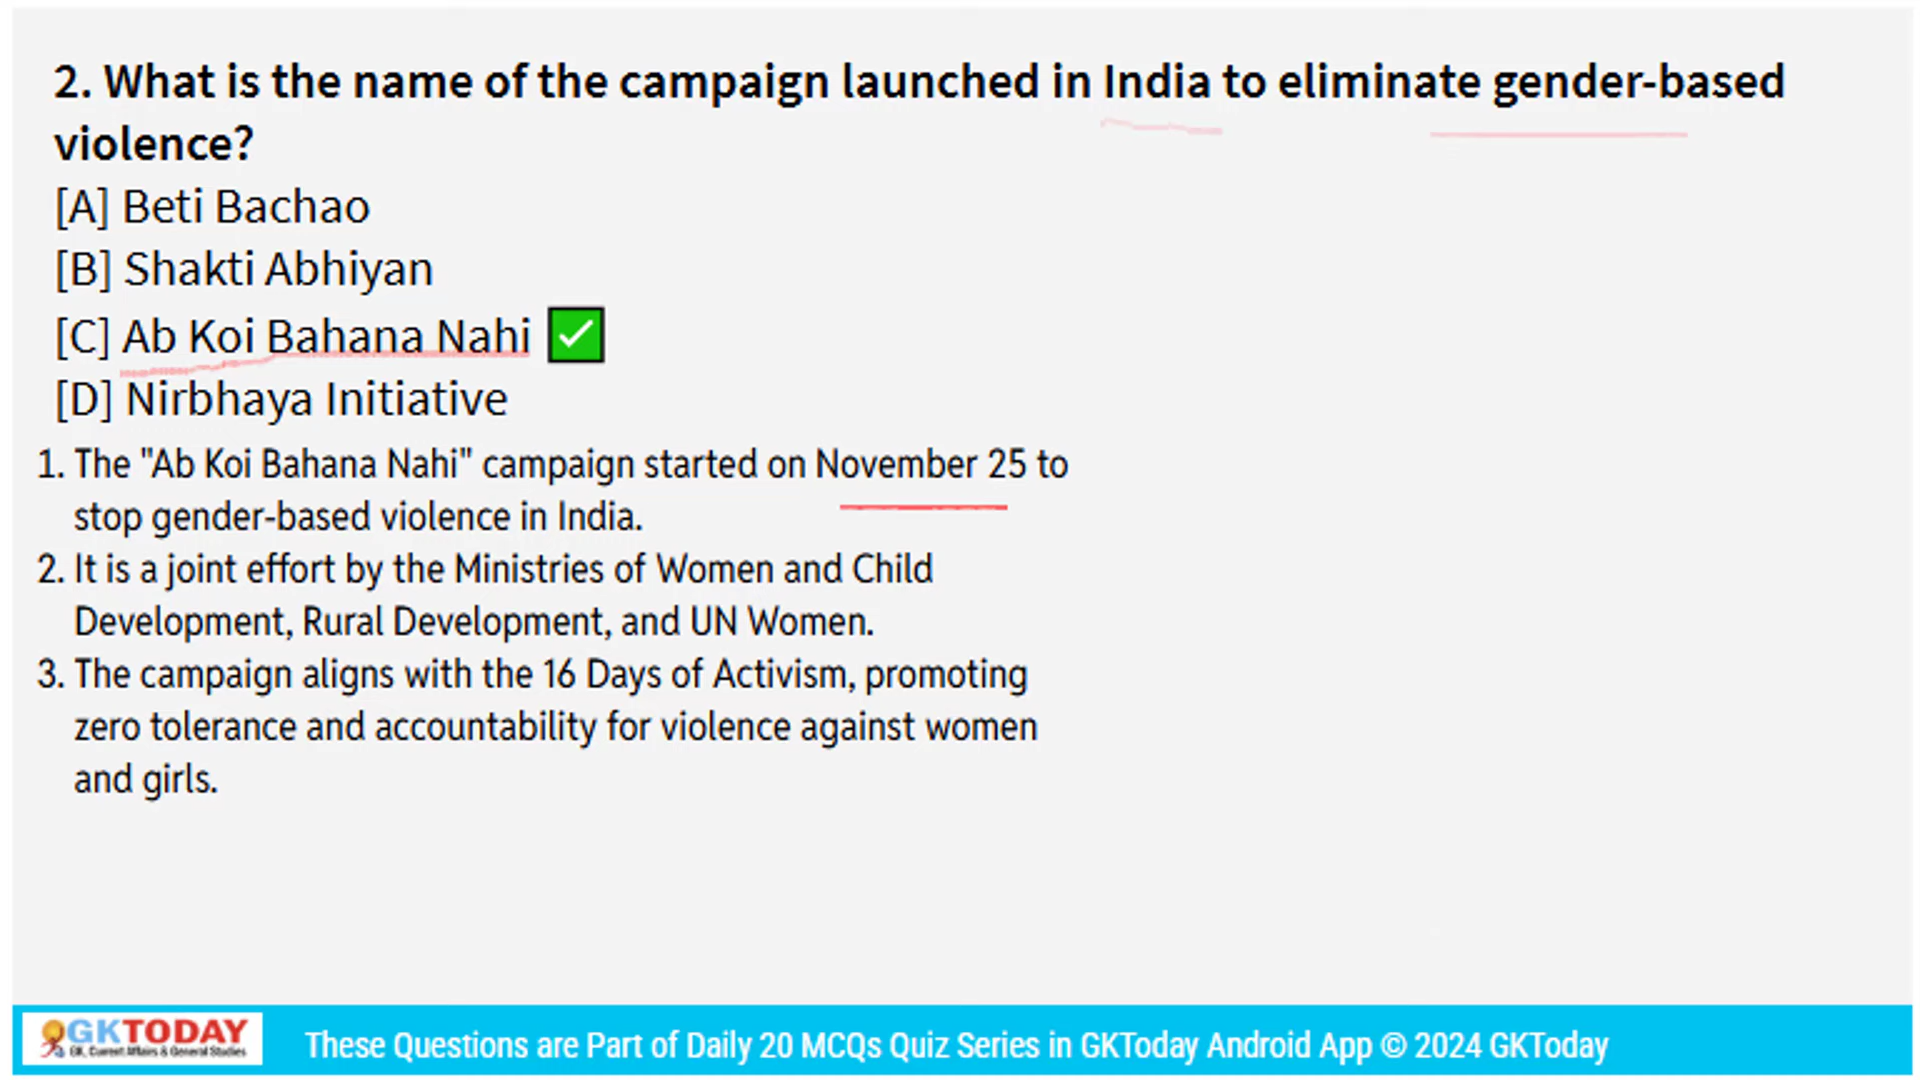 2. What is the name of the campaign launched in India to eliminate gender-based
violence?
[A] Beti Bachao
[B] Shakti Abhiyan
[C] Ab Koi Bahana Nahi
[D] Nirbhaya Initiative
1. The "Ab Koi Bahana Nahi" campaign started on November 25 to
stop gender-based violence in India.
2. It is a joint effort by the Ministries of Women and Child
Development, Rural Development, and UN Women.
3. The campaign aligns with the 16 Days of Activism, promoting
zero tolerance and accountability for violence against women
and girls.
GKTODAY
GK, Current Affairs & General Studies
These Questions are Part of Daily 20 MCQs Quiz Series in GKToday Android App © 2024 GKToday